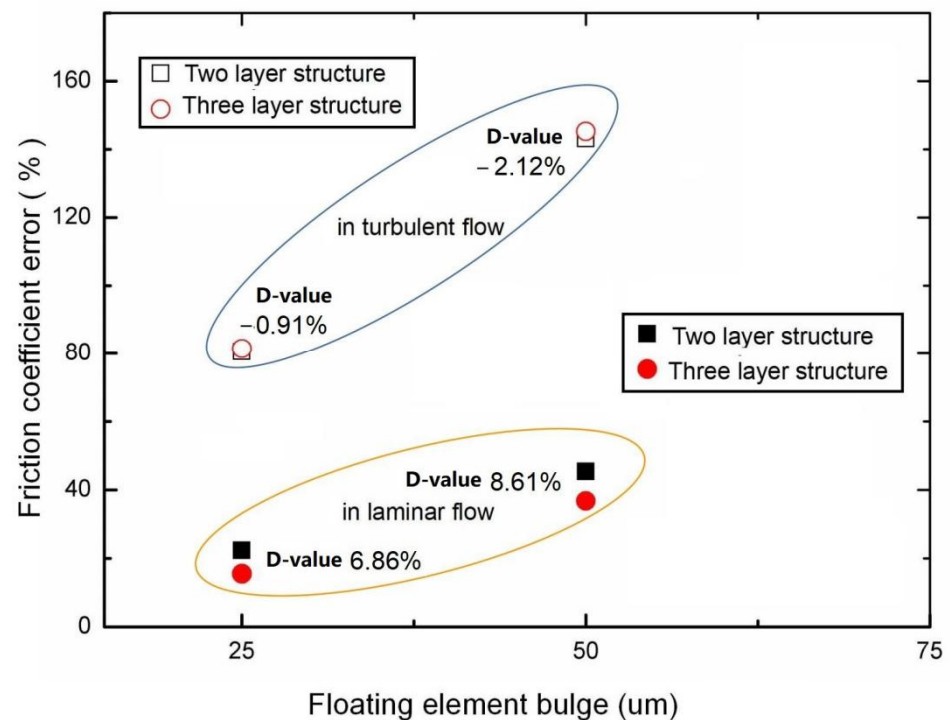 160
120
80
40
0
25
50
75
Friction coefficient error ( % )
Floating element bulge (um)
Two layer structure
Three layer structure
D-value
−2.12%
in turbulent flow
D-value
−0.91%
Two layer structure
Three layer structure
D-value 8.61%
in laminar flow
D-value 6.86%